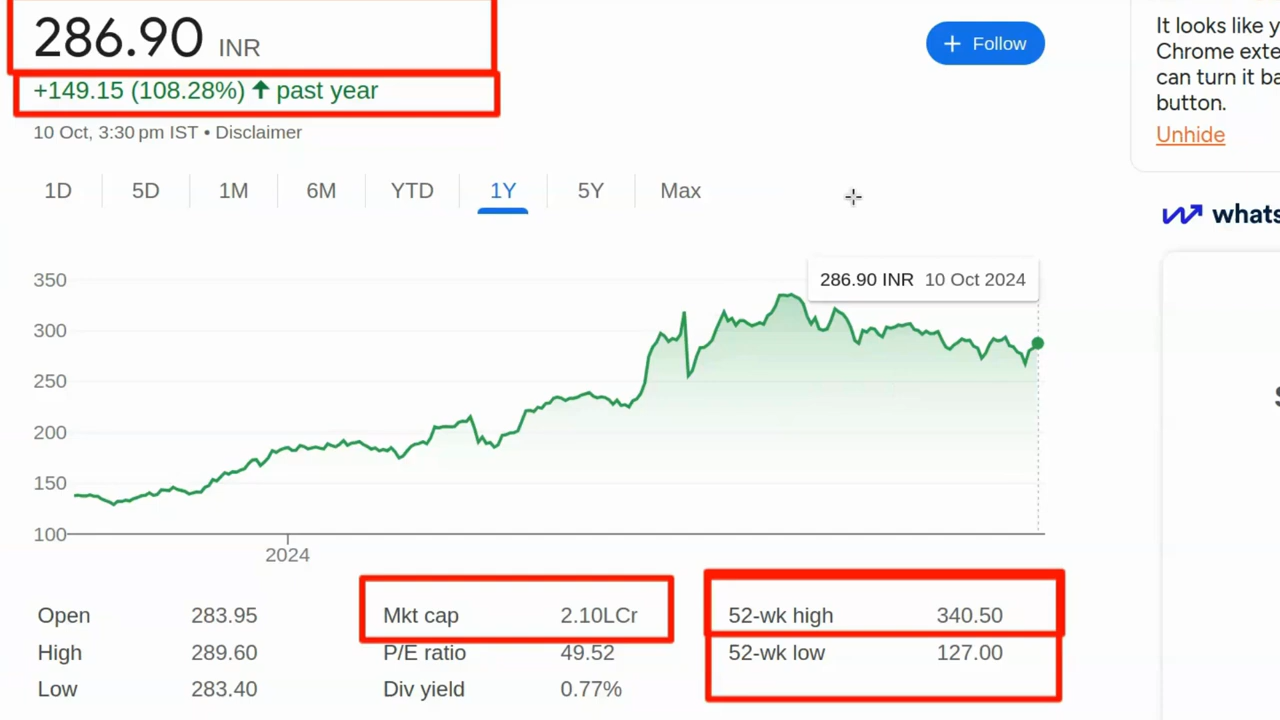 286.90 INR
+149.15 (108.28%) ↑ past year
10 Oct, 3:30 pm IST • Disclaimer
+ Follow
1D 5D 1M 6M YTD 1Y 5Y Max
286.90 INR 10 Oct 2024
350
300
250
200
150
100
2024
Open 283.95
High 289.60
Low 283.40
Mkt cap 2.10LCr
P/E ratio 49.52
Div yield 0.77%
52-wk high 340.50
52-wk low 127.00
It looks like
Chrome
can turn it
button.
Unhide